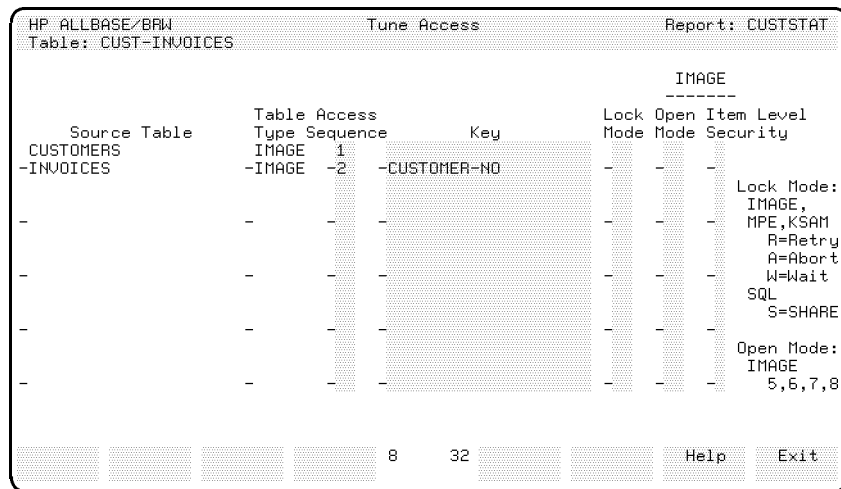 HP ALLBASE/BRW Tune Access Report: CUSTSTAT
Table: CUST-INVOICES
IMAGE
-------
Table Access Lock Open Item Level
Source Table Type Sequence Key Mode Mode Security
CUSTOMERS IMAGE 1
-INVOICES -IMAGE -2 -CUSTOMER-NO - - -
Lock Mode:
IMAGE,
- - - - - - - MPE,KSAM
R=Retry
A=Abort
- - - - - - - W=Wait
SQL
S=SHARE
- - - - - - -
Open Mode:
IMAGE
- - - - - - - 5,6,7,8
8 32 Help Exit